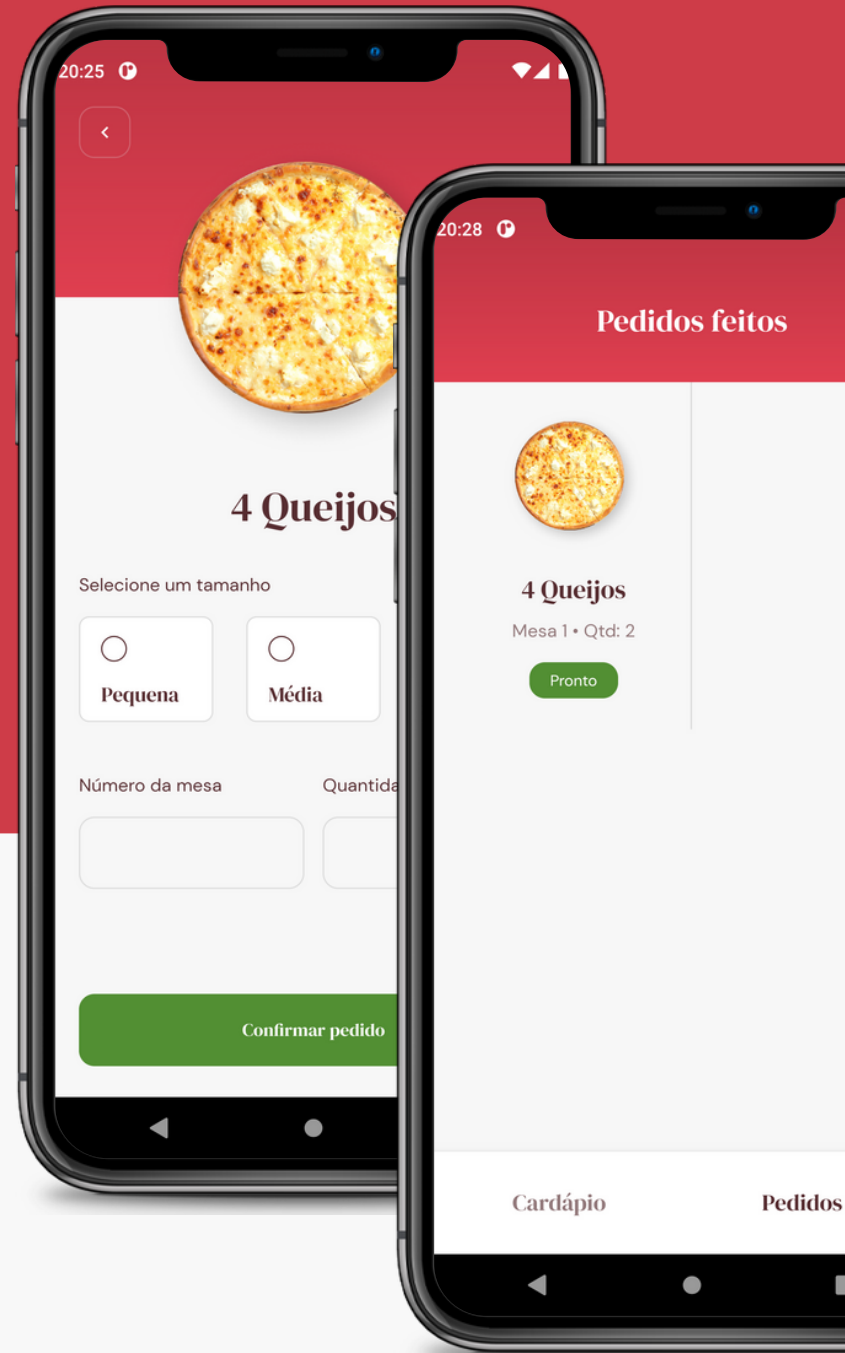 20:25
4 Queijos
Selecione um tamanho
Pequena
Média
Número da mesa
Quantida
Confirmar pedido
20:28
Pedidos feitos
4 Queijos
Mesa 1 • Qtd: 2
Pronto
Cardápio
Pedidos